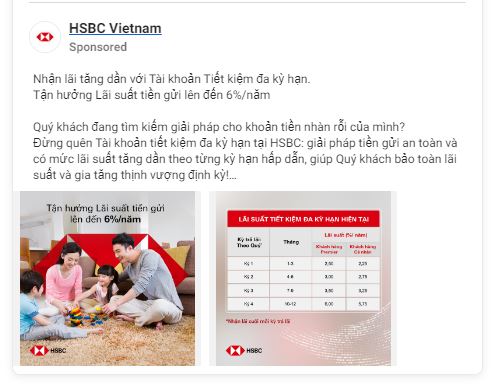 HSBC Vietnam
Sponsored
Nhận lãi tăng dần với Tài khoản Tiết kiệm đa kỳ hạn.
Tận hưởng Lãi suất tiền gửi lên đến 6%/năm
Quý khách đang tìm kiếm giải pháp cho khoản tiền nhàn rỗi của mình?
Đừng quên Tài khoản tiết kiệm đa kỳ hạn tại HSBC: giải pháp tiền gửi an toàn và
có mức lãi suất tăng dần theo từng kỳ hạn hấp dẫn, giúp Quý khách bảo toàn lãi
suất và gia tăng thịnh vượng định kỳ!...
Tận hưởng Lãi suất tiền gửi
lên đến 6%/năm
HSBC
LÃI SUẤT TIẾT KIỆM ĐA KỲ HẠN HIỆN TẠI
Kỳ trả lãi: Theo Quý
Tháng
Lãi suất (%/ năm)
Khách hàng Premier
Khách hàng Cá nhân
Kỳ 1 1-3 2,50 2,25
Kỳ 2 4-6 3,00 2,75
Kỳ 3 7-9 3,50 3,25
Kỳ 4 10-12 6,00 5,75
*Nhận lãi cuối mỗi kỳ trả lãi
HSBC